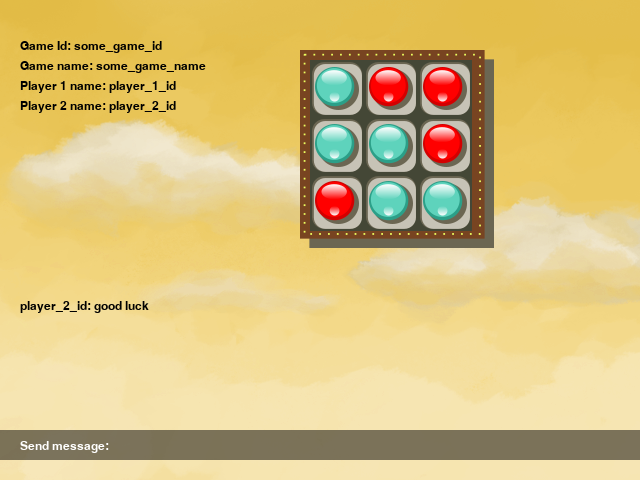 Game Id: some_game_id
Game name: some_game_name
Player 1 name: player_1_id
Player 2 name: player_2_id
player_2_id: good luck
Send message: